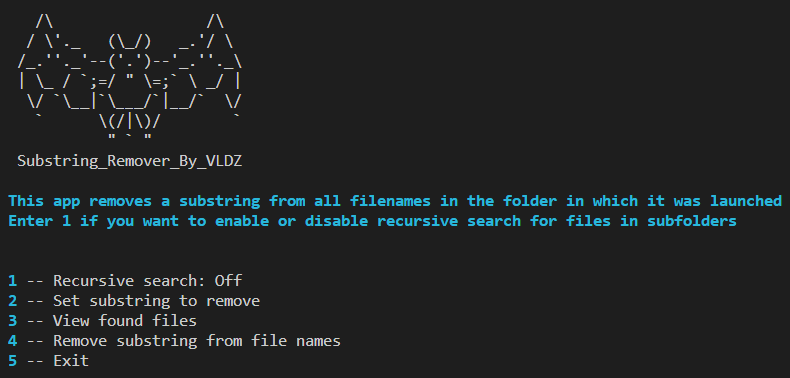 Substring_Remover_By_VLDZ
This app removes a substring from all filenames in the folder in which it was launched
Enter 1 if you want to enable or disable recursive search for files in subfolders
1 -- Recursive search: Off
2 -- Set substring to remove
3 -- View found files
4 -- Remove substring from file names
5 -- Exit